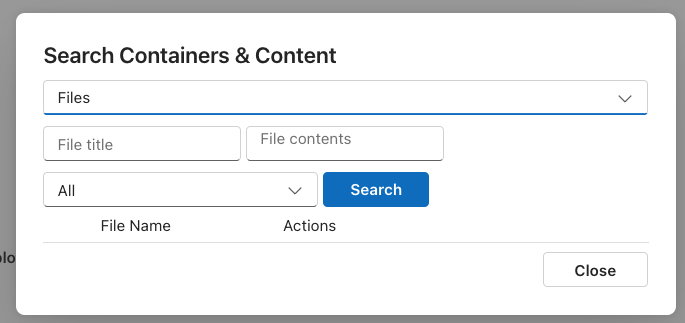 Search Containers & Content
Files
File title
File contents
All
Search
File Name
Actions
Close